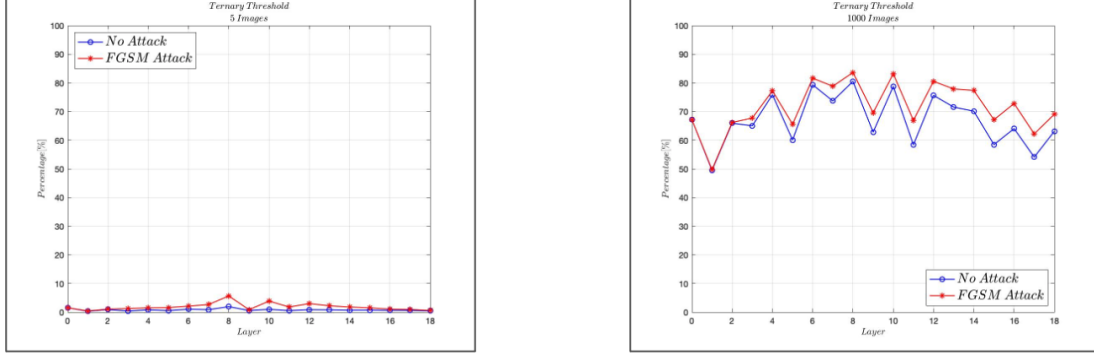 Ternary Threshold
5 Images
100
90
80
70
60
50
40
30
20
10
0
Percentage[%]
No Attack
FGSM Attack
0 2 4 6 8 10 12 14 16 18
Layer
Ternary Threshold
1000 Images
100
90
80
70
60
50
40
30
20
10
0
Percentage[%]
No Attack
FGSM Attack
0 2 4 6 8 10 12 14 16 18
Layer